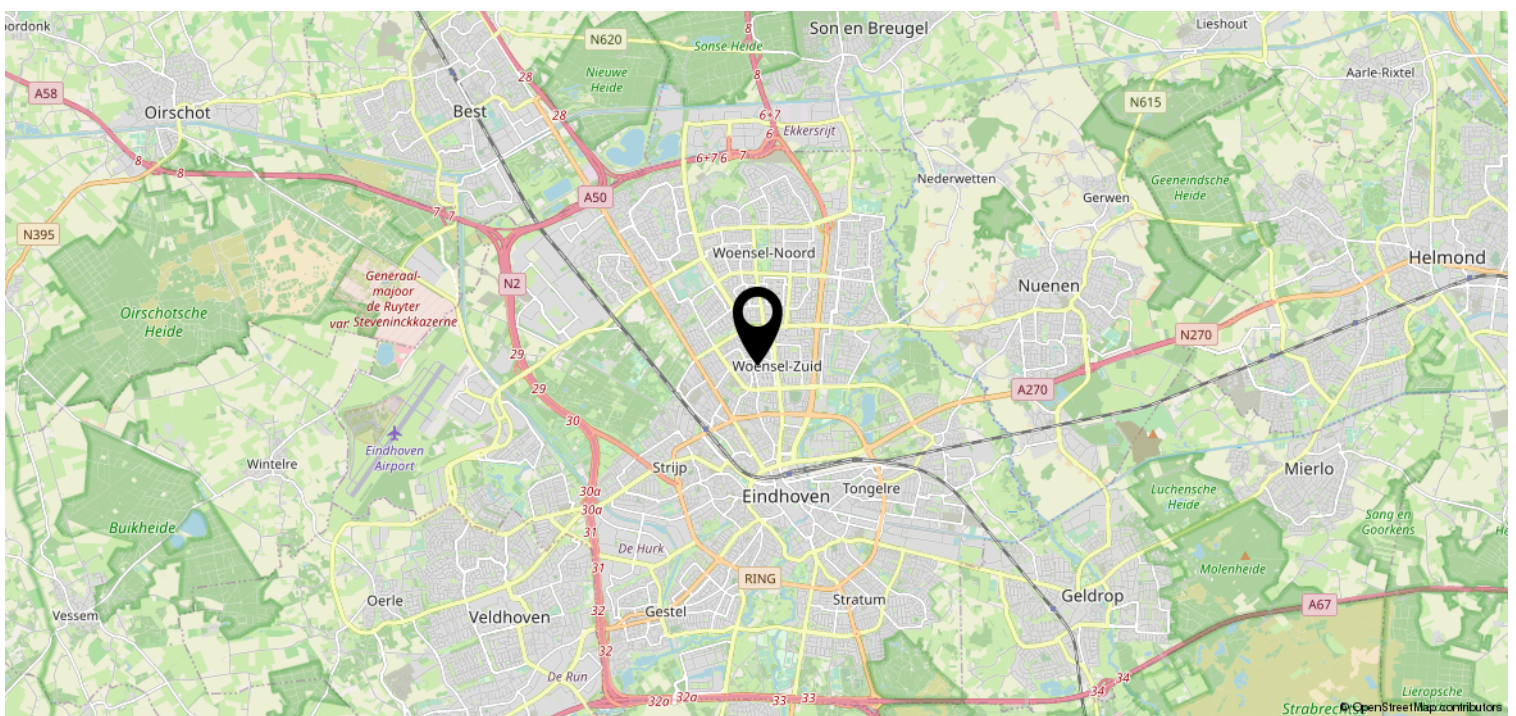 oordonk
N620
8
Sonse Heide
Son en Breugel
Lieshout
28
Nieuwe
Heide
8
Aarle-Rixtel
A58
Oirschot
Best
28
6+7
N615
6
Ekkersrijt
8
8
6+7
6
7
Nederwetten
Geeneindsche
Heide
A50
Gerwen
7
7
N395
Woensel-Noord
Helmond
Generaal-
majoor
de Ruyter
van Steveninckkazerne
N2
Nuenen
Oirschotsche
Heide
N270
29
Woensel-Zuid
29
A270
30
Eindhoven
Airport
Wintelre
Strijp
Mierlo
30a
Eindhoven
Tongelre
Luchensche
Heide
30a
Buikheide
31
Sang en
Goorkens
He
De Hurk
31
Molenheide
RING
Oerle
Stratum
Geldrop
A67
Vessem
Veldhoven
32
Gestel
32
De Run
34
34
32a
32a
33
33
Lieropsche
Strabrechtse
© OpenStreetMap contributors